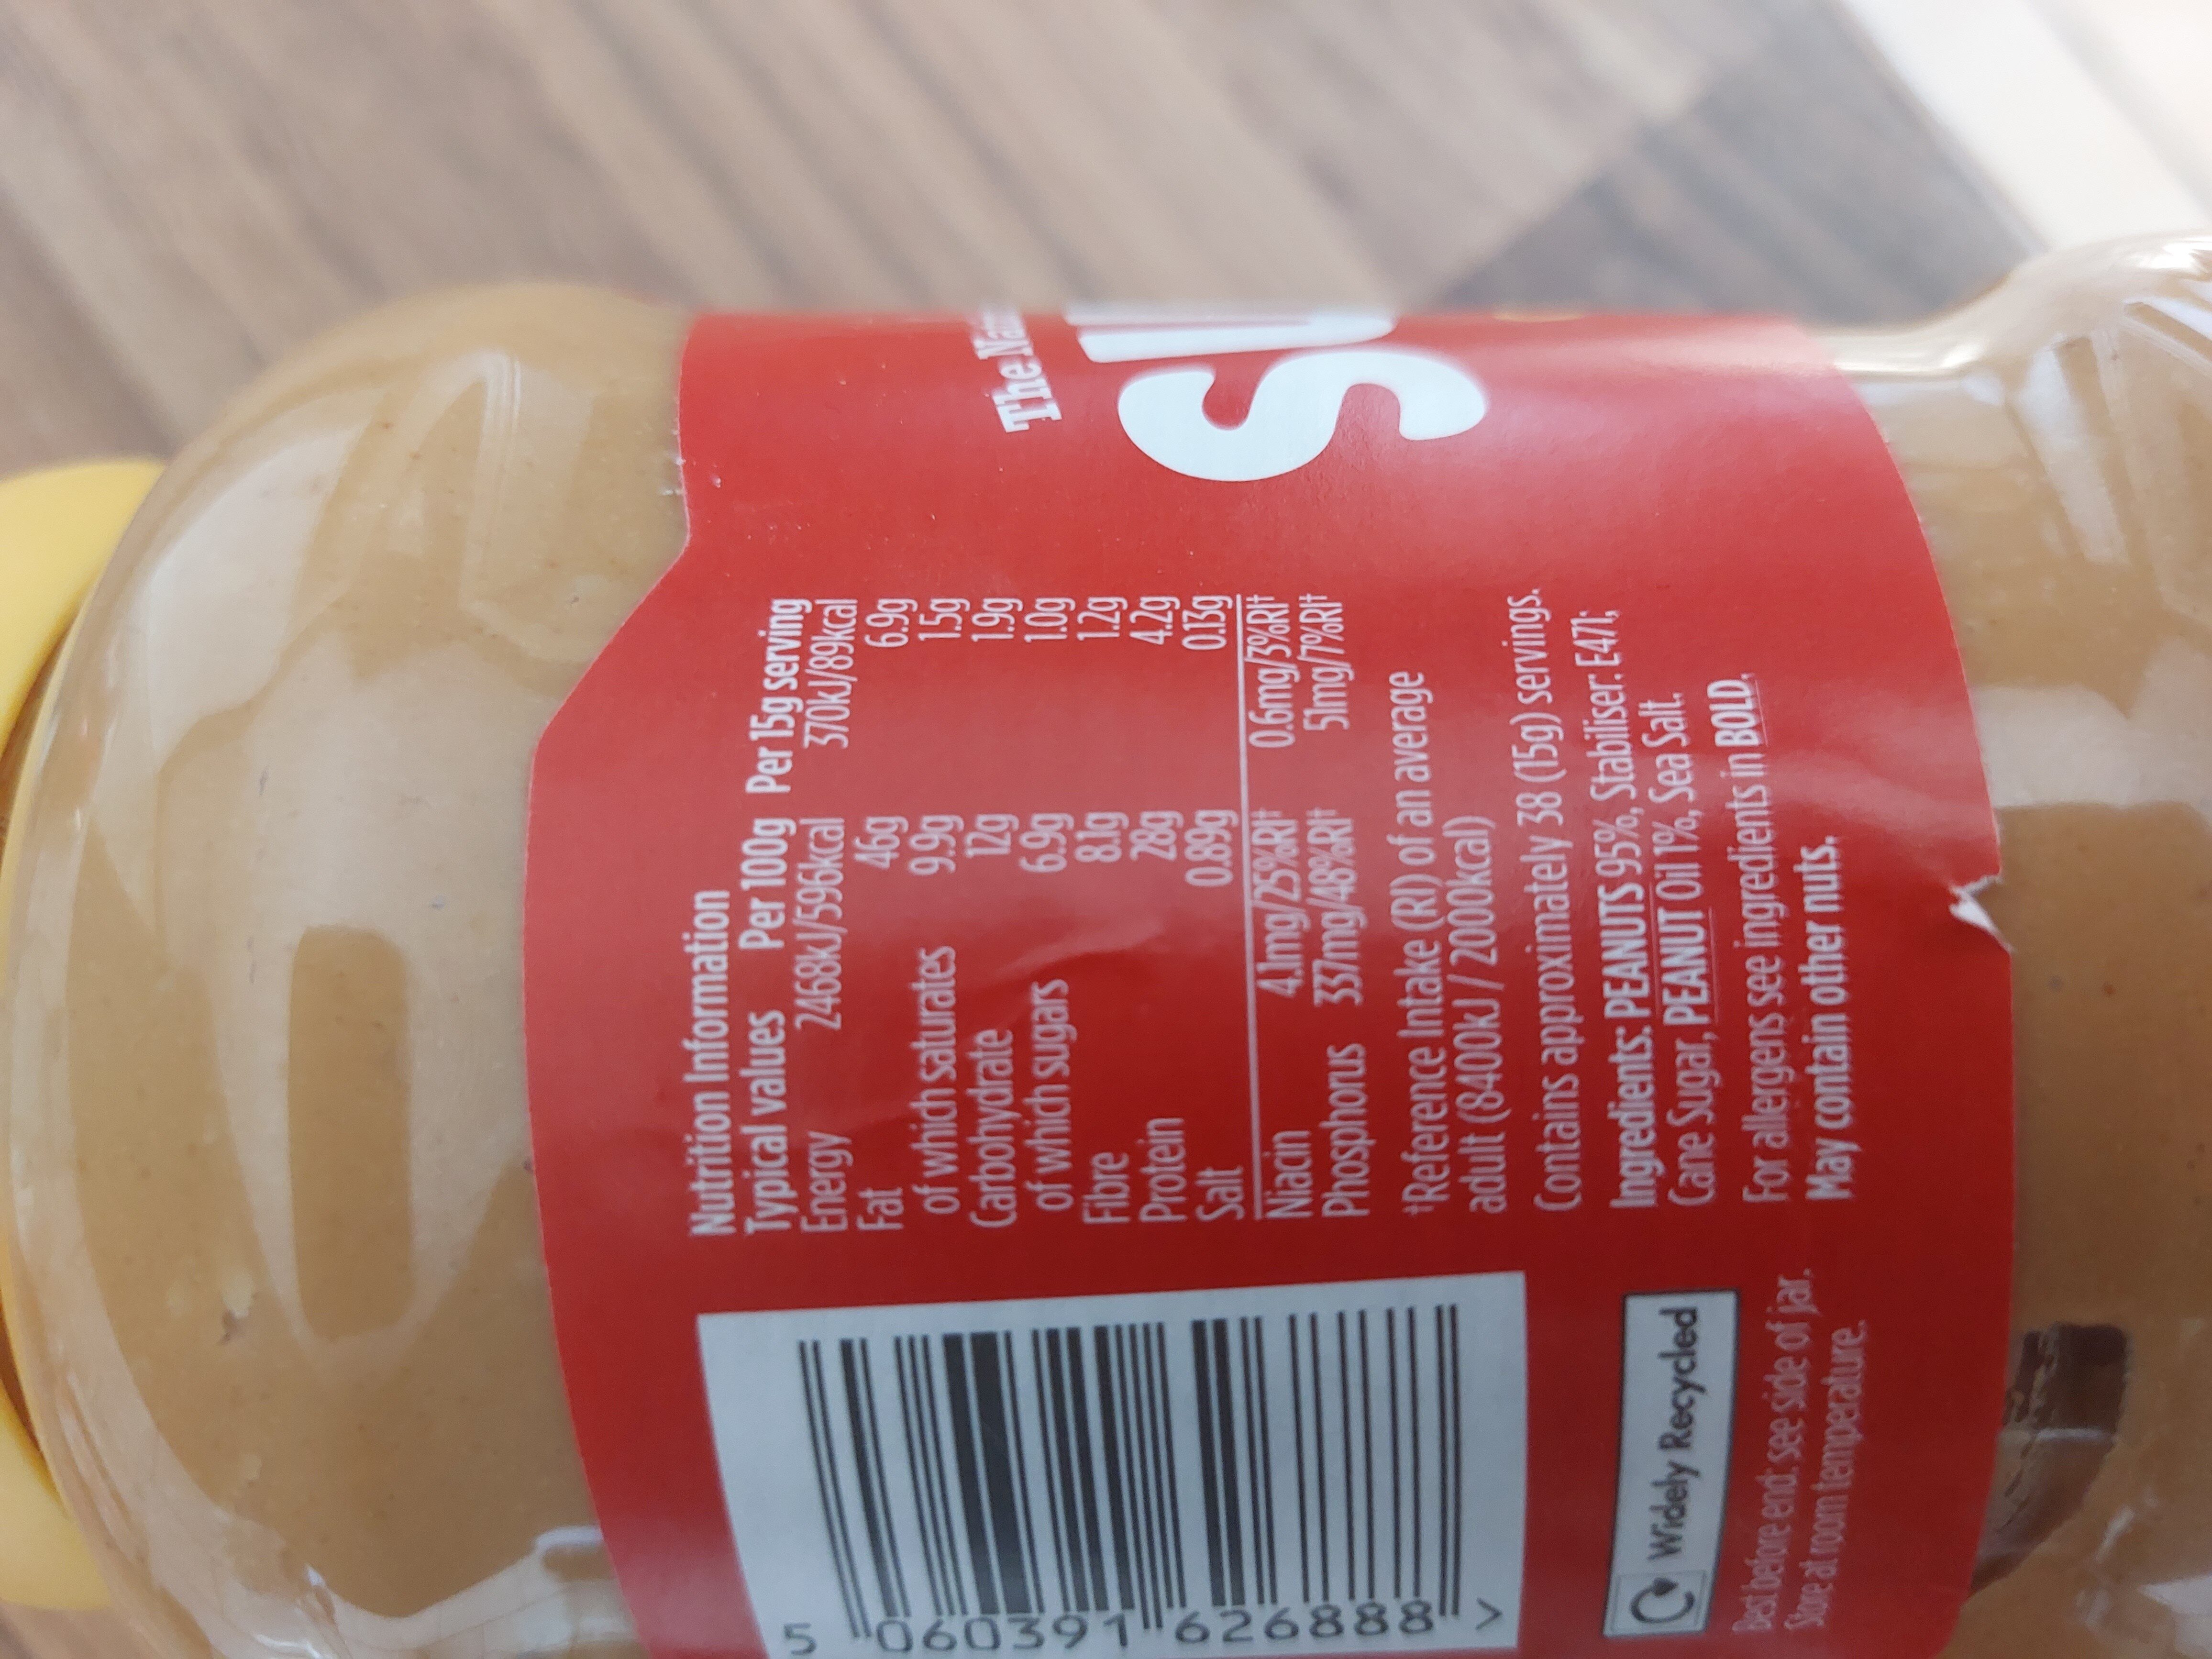 Nutrition Information
Typical values Per 100g Per 15g serving
Energy 2468kJ/596kcal 370kJ/89kcal
Fat 46g 6.9g
of which saturates 9.9g 1.5g
Carbohydrate 12g 1.9g
of which sugars 6.9g 1.0g
Fibre 8.1g 1.2g
Protein 28g 4.2g
Salt 0.89g 0.13g
Niacin 4.1mg/25%RI† 0.6mg/3%RI†
Phosphorus 337mg/48%RI† 51mg/7%RI†
†Reference Intake (RI) of an average
adult (8400kJ / 2000kcal)
Contains approximately 38 (15g) servings.
Ingredients: PEANUTS 95%, Stabiliser: E471;
Cane Sugar, PEANUT Oil 1%, Sea Salt.
For allergens see ingredients in BOLD.
May contain other nuts.
5 060391 626888 >
Widely Recycled
Best before end: see side of jar.
Store at room temperature.
The